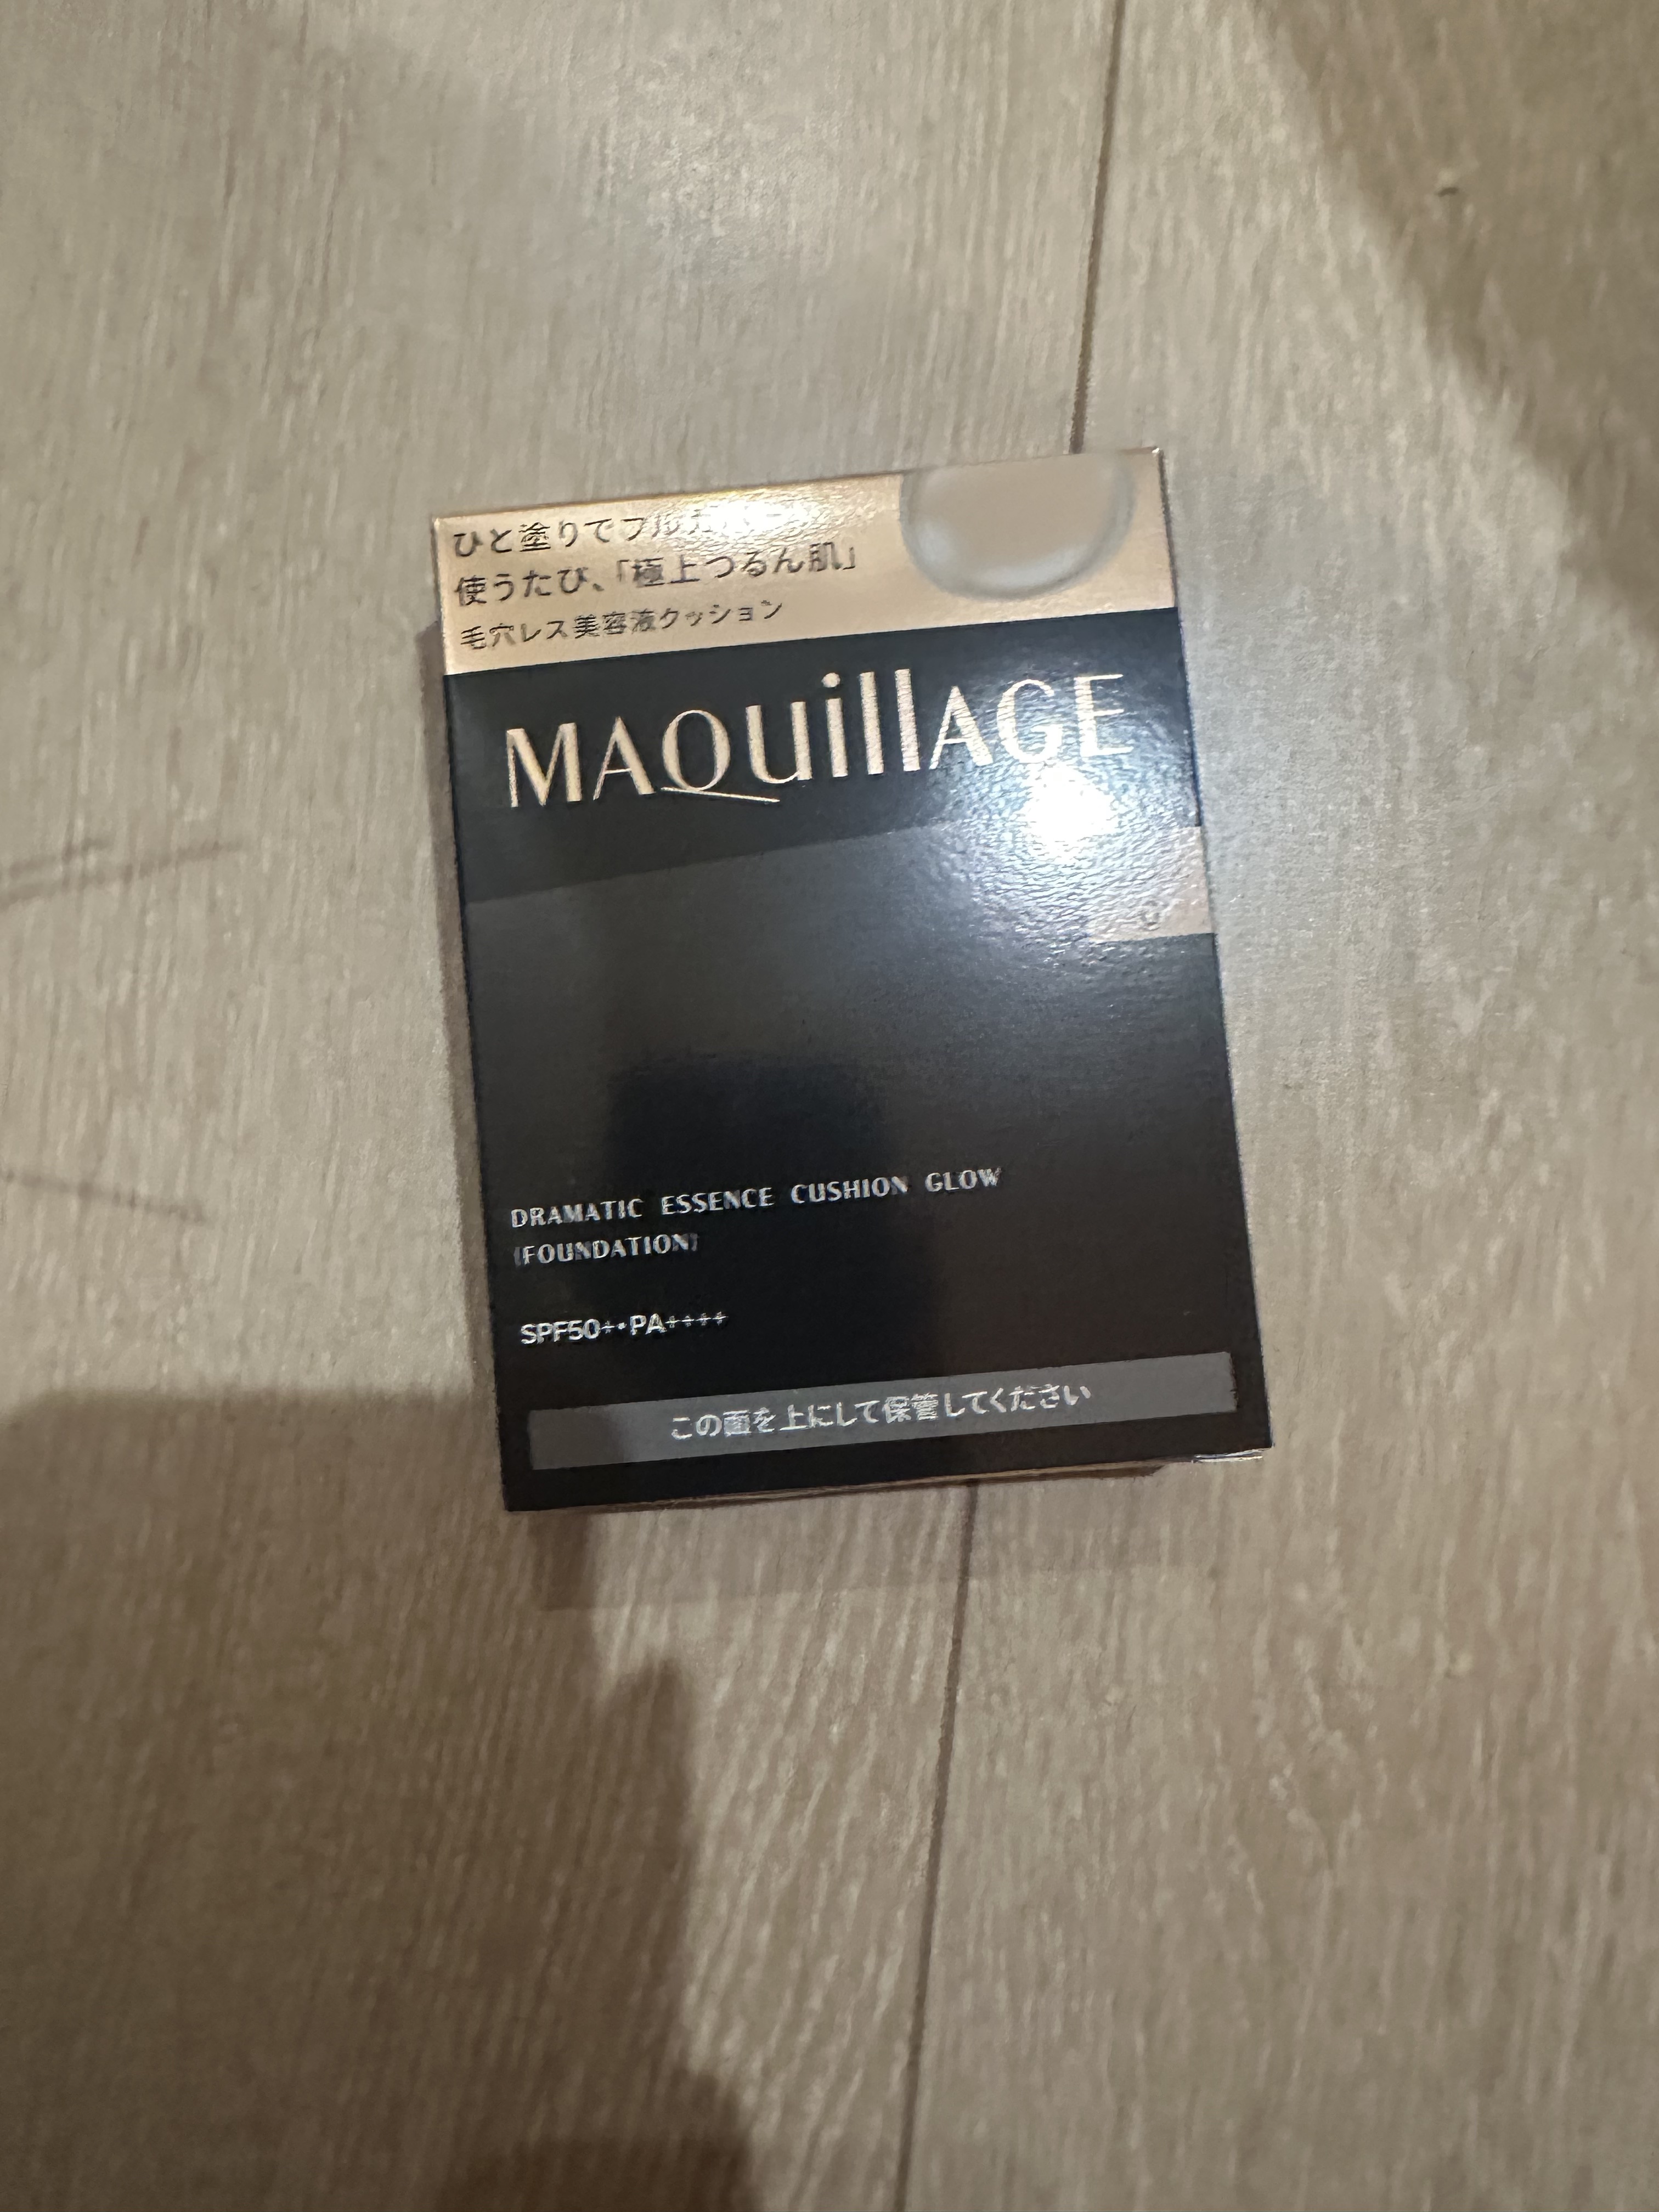 ひと塗りでフル
使うたび、「極上つるん肌」
毛穴レス美容液クッション
MAQuillAGE
DRAMATIC ESSENCE CUSHION GLOW
(FOUNDATION)
SPF50+・PA++++
この面を上にして保管してください